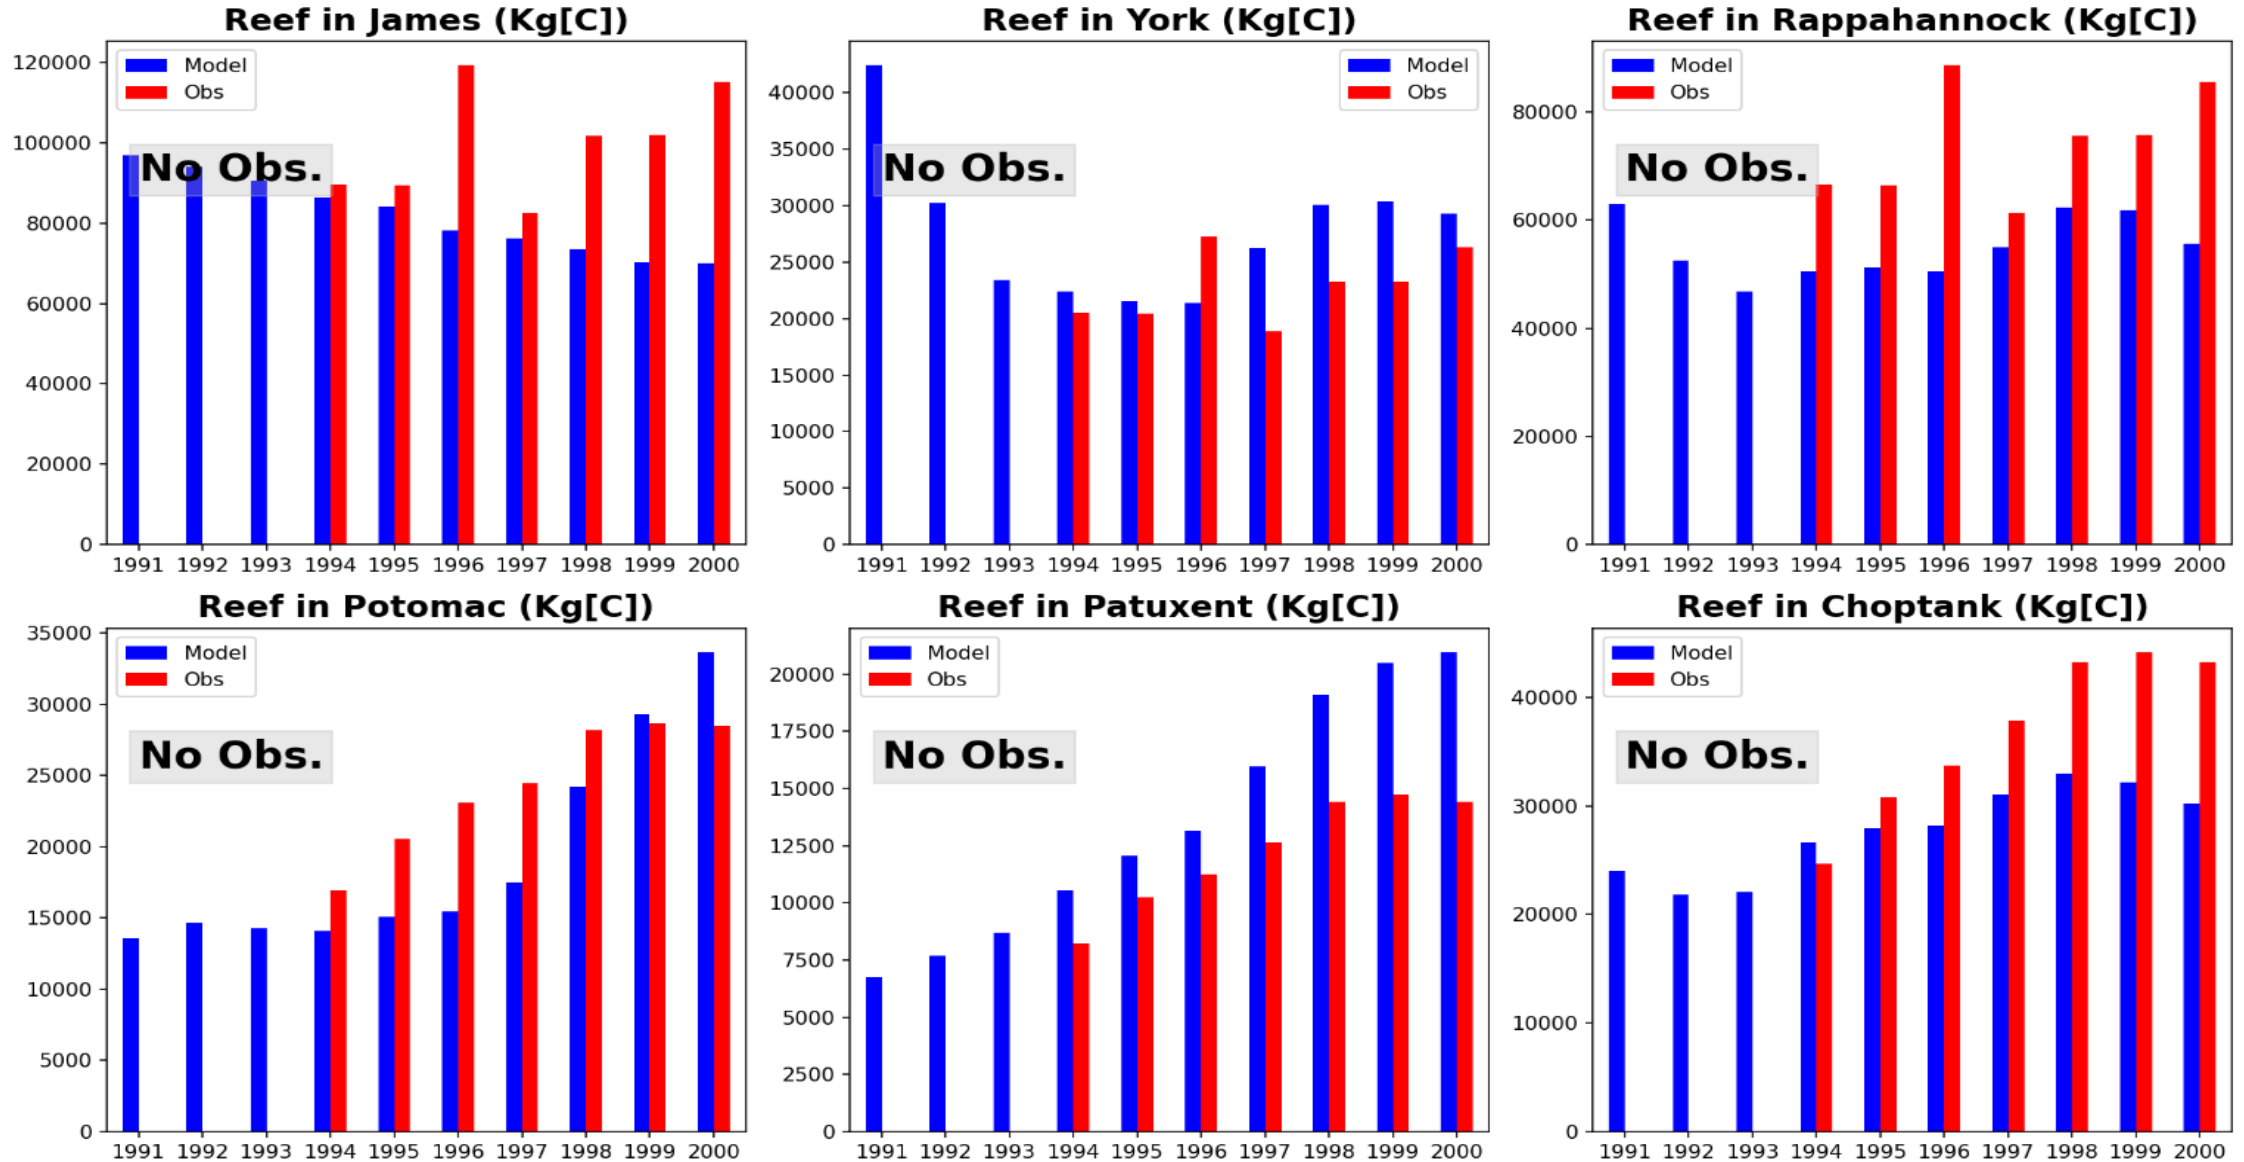 Reef in James (Kg[C])
120000
100000
80000
60000
40000
20000
0
Model
Obs
No Obs.
1991 1992 1993 1994 1995 1996 1997 1998 1999 2000
Reef in York (Kg[C])
40000
35000
30000
25000
20000
15000
10000
5000
0
Model
Obs
No Obs.
1991 1992 1993 1994 1995 1996 1997 1998 1999 2000
Reef in Rappahannock (Kg[C])
80000
60000
40000
20000
0
Model
Obs
No Obs.
1991 1992 1993 1994 1995 1996 1997 1998 1999 2000
Reef in Potomac (Kg[C])
35000
30000
25000
20000
15000
10000
5000
0
Model
Obs
No Obs.
1991 1992 1993 1994 1995 1996 1997 1998 1999 2000
Reef in Patuxent (Kg[C])
20000
17500
15000
12500
10000
7500
5000
2500
0
Model
Obs
No Obs.
1991 1992 1993 1994 1995 1996 1997 1998 1999 2000
Reef in Choptank (Kg[C])
40000
30000
20000
10000
0
Model
Obs
No Obs.
1991 1992 1993 1994 1995 1996 1997 1998 1999 2000